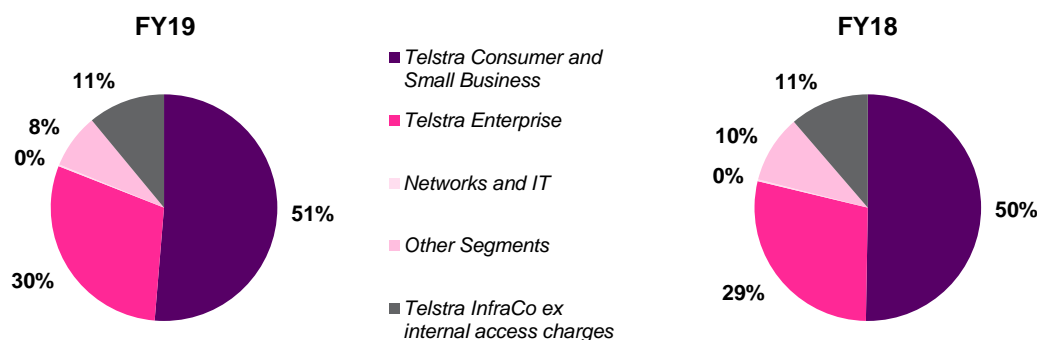 FY19
11%
8%
0%
30%
51%
Telstra Consumer and
Small Business
Telstra Enterprise
Networks and IT
Other Segments
Telstra InfraCo ex
internal access charges
FY18
11%
10%
0%
29%
50%